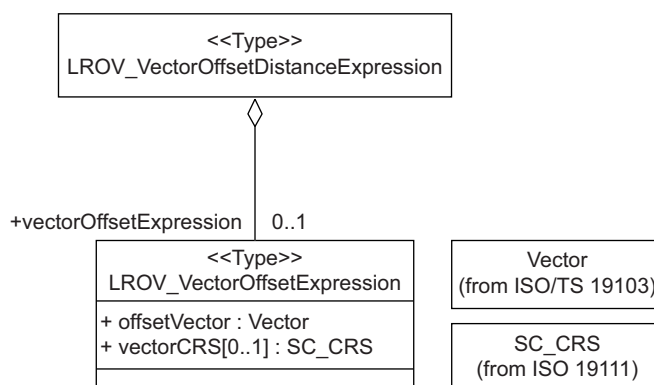 <<Type>>
LROV_VectorOffsetDistanceExpression
+vectorOffsetExpression 0..1
<<Type>>
LROV_VectorOffsetExpression
+ offsetVector : Vector
+ vectorCRS[0..1] : SC_CRS
Vector
(from ISO/TS 19103)
SC_CRS
(from ISO 19111)